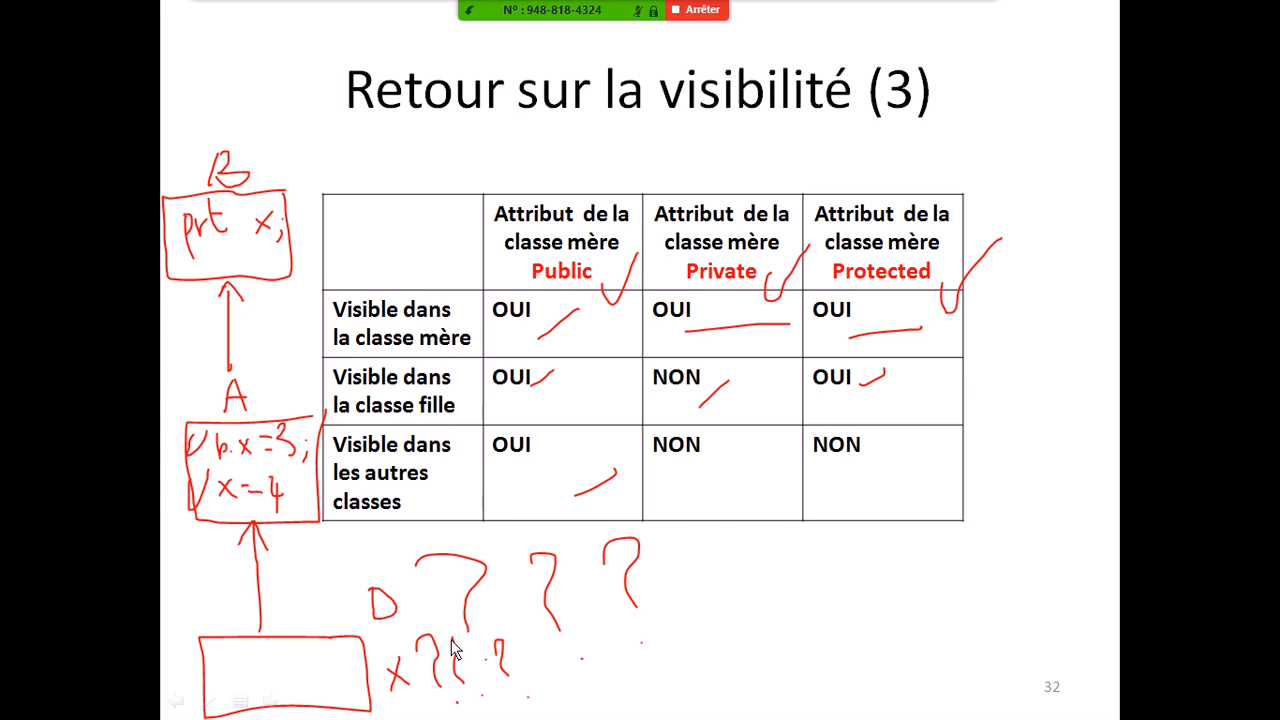 N° : 948-818-4324
Arrêter
Retour sur la visibilité (3)
Attribut de la
classe mère
Public
Attribut de la
classe mère
Private
Attribut de la
classe mère
Protected
Visible dans
la classe mère
OUI
OUI
OUI
Visible dans
la classe fille
OUI
NON
OUI
Visible dans
les autres
classes
OUI
NON
NON
B
prt x;
A
b.x=3;
x=-4
D ? ? ?
x ? ? ?
32